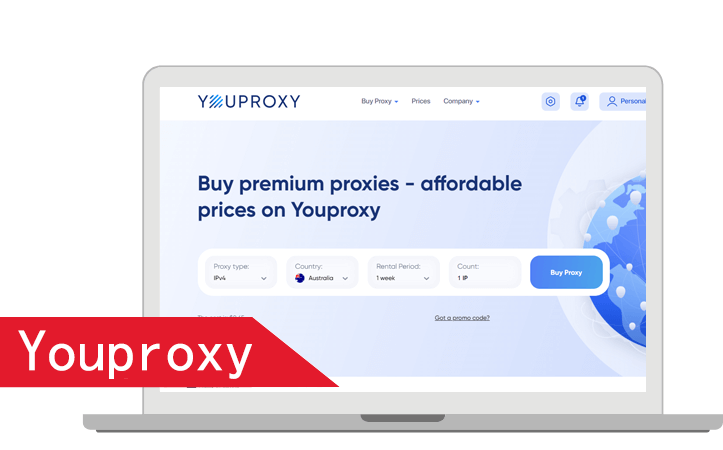 YOUPROXY
Buy Proxy
Prices
Company
Personal
Buy premium proxies - affordable
prices on Youproxy
Proxy type:
IPv4
Country:
Australia
Rental Period:
1 week
Count:
1 IP
Buy Proxy
Got a promo code?
Youproxy